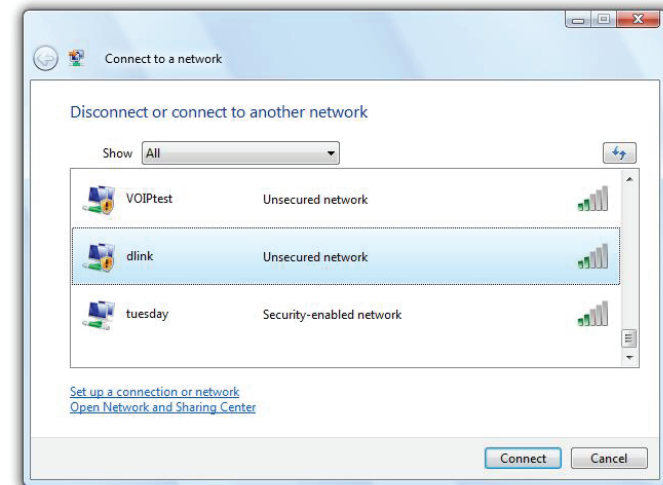 Connect to a network
Disconnect or connect to another network
Show All
VOIPtest Unsecured network
dlink Unsecured network
tuesday Security-enabled network
Set up a connection or network
Open Network and Sharing Center
Connect Cancel